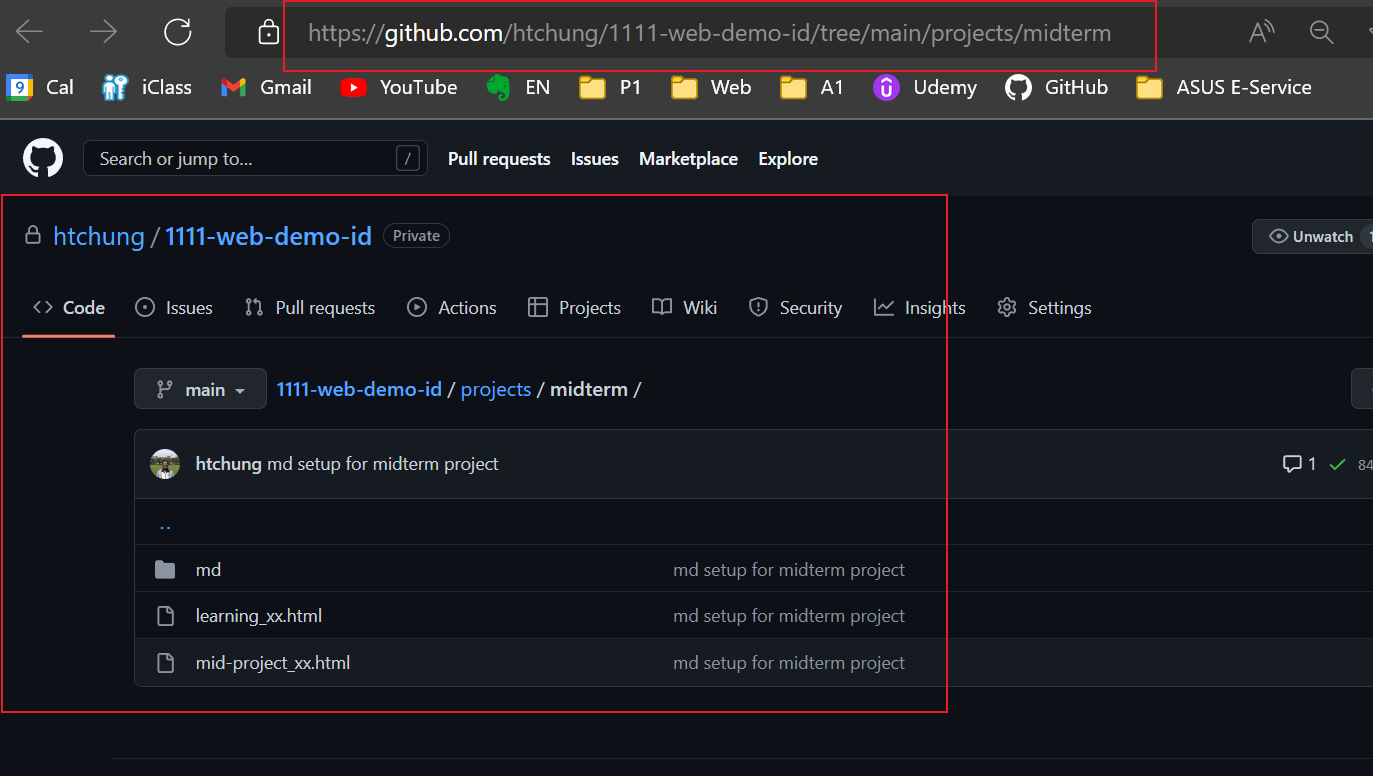 https://github.com/htchung/1111-web-demo-id/tree/main/projects/midterm
9 Cal iClass Gmail YouTube EN P1 Web A1 Udemy GitHub ASUS E-Service
Search or jump to... / Pull requests Issues Marketplace Explore
htchung / 1111-web-demo-id Private Unwatch 1
Code Issues Pull requests Actions Projects Wiki Security Insights Settings
main 1111-web-demo-id / projects / midterm /
htchung md setup for midterm project 1 84
..
md md setup for midterm project
learning_xx.html md setup for midterm project
mid-project_xx.html md setup for midterm project